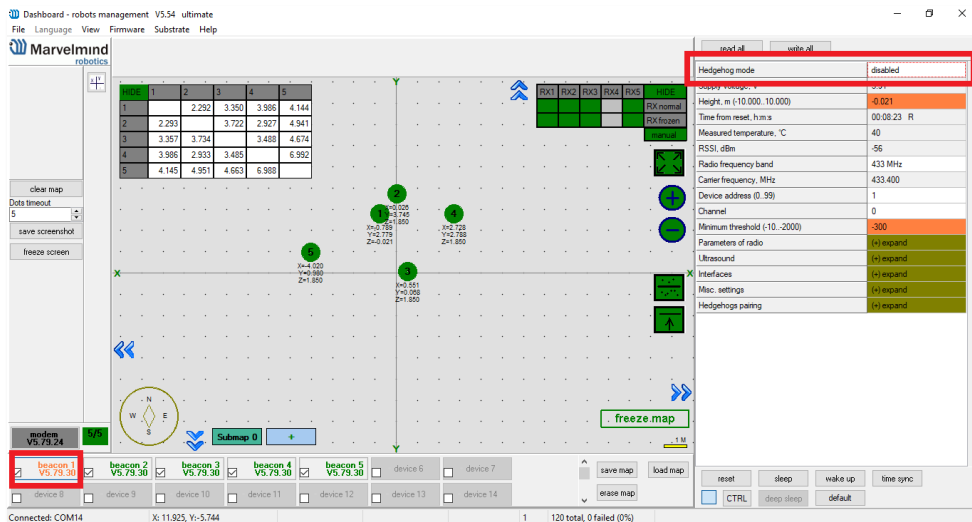 Dashboard - robots management V5.54 ultimate
File Language View Firmware Substrate Help
Marvelmind
robotics
clear map
Dots timeout
5
save screenshot
freeze screen
modem
V5.79.24
5/5
HIDE 1 2 3 4 5
1 2.292 3.350 3.986 4.144
2 2.293 3.722 2.927 4.941
3 3.357 3.734 3.488 4.674
4 3.986 2.933 3.485 6.992
5 4.145 4.951 4.663 6.988
RX1 RX2 RX3 RX4 RX5 HIDE
RX normal
RX frozen
manual
Y
2
X=0.026
Y=3.745
Z=1.850
1
X=-0.789
Y=2.779
Z=-0.021
4
X=2.728
Y=2.788
Z=1.850
5
X=-4.020
Y=0.980
Z=1.850
3
X=0.551
Y=0.068
Z=1.850
X
X
N
W E
S
Submap 0 +
Y
freeze map
1 M
read all write all
Hedgehog mode disabled
Supply voltage, V
Height, m (-10.000..10.000) -0.021
Time from reset, h:m:s 00:08:23 R
Measured temperature, °C 40
RSSI, dBm -56
Radio frequency band 433 MHz
Carrier frequency, MHz 433.400
Device address (0..99) 1
Channel 0
Minimum threshold (-10..-2000) -300
Parameters of radio (+) expand
Ultrasound (+) expand
Interfaces (+) expand
Misc. settings (+) expand
Hedgehogs pairing (+) expand
beacon 1
V5.79.30
beacon 2
V5.79.30
beacon 3
V5.79.30
beacon 4
V5.79.30
beacon 5
V5.79.30
device 6
device 7
device 8
device 9
device 10
device 11
device 12
device 13
device 14
save map load map
erase map
reset sleep wake up time sync
CTRL deep sleep default
Connected: COM14 X: 11.925, Y:-5.744 1 120 total, 0 failed (0%)